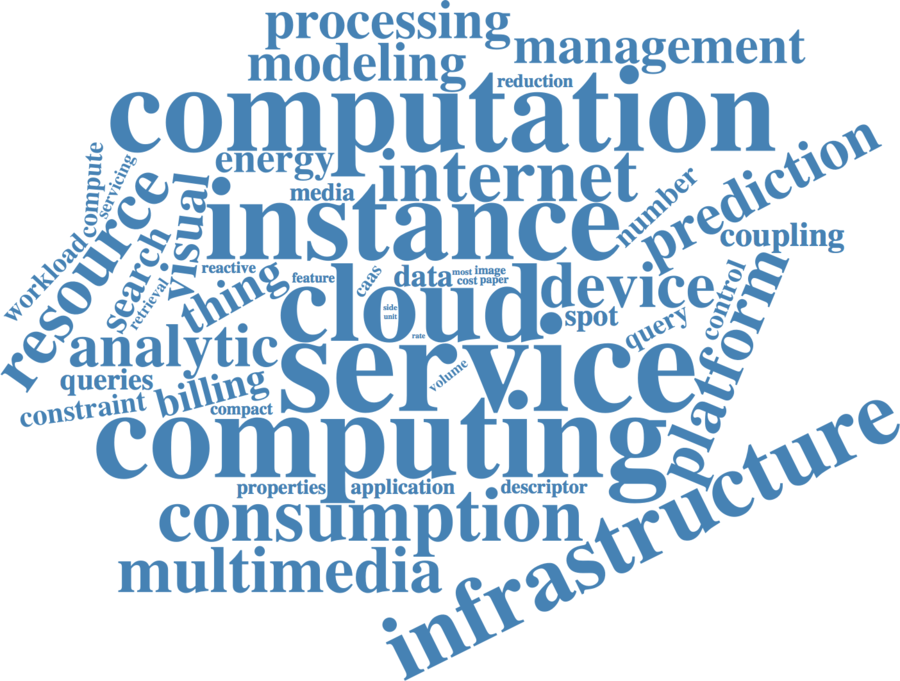 processing
management
modeling
reduction
computation
prediction
compute
servicing
energy
internet
media
number
resource
visual
instance
coupling
workload
search
reactive
retrieval
thing
feature
caas
data
most
image
cost
paper
device
control
platform
cloud
side
unit
spot
query
rate
analytic
service
volume
queries
billing
constraint
compact
computing
infrastructure
properties
application
descriptor
consumption
multimedia